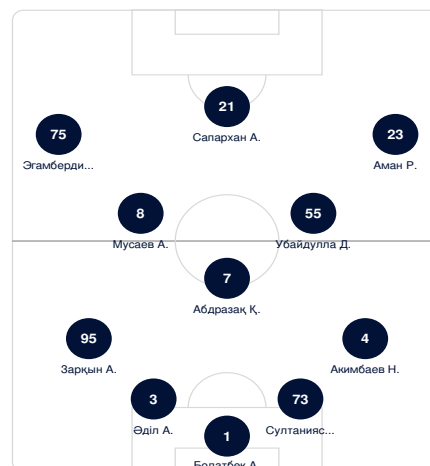 21
Сапархан А.
75
Эгамберди...
23
Аман Р.
8
Мусаев А.
55
Убайдулла Д.
7
Абдразақ Қ.
95
Зарқын А.
4
Акимбаев Н.
3
Әділ А.
73
Султанияс...
1
Болатбек А.